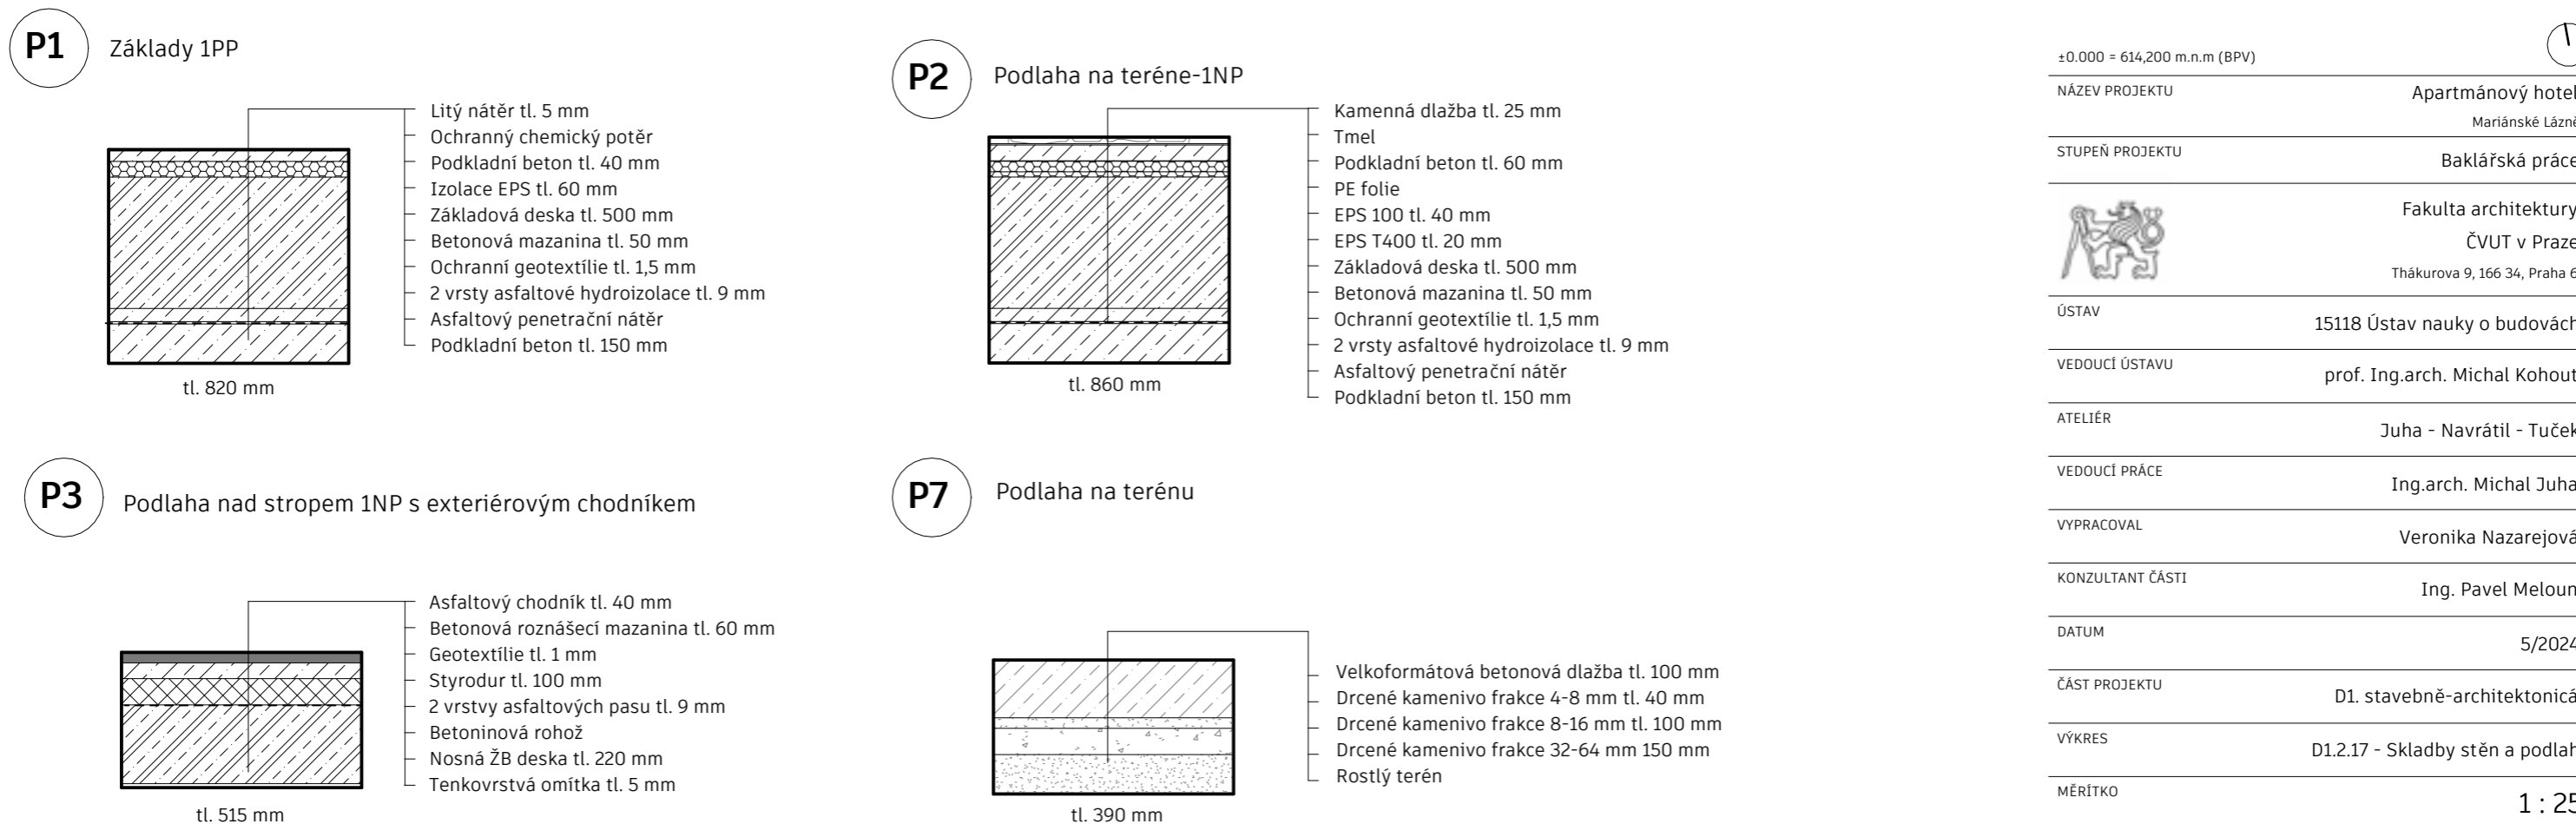 P1
Základy 1PP
Litý nátěr tl. 5 mm
Ochranný chemický potěr
Podkladní beton tl. 40 mm
Izolace EPS tl. 60 mm
Základová deska tl. 500 mm
Betonová mazanina tl. 50 mm
Ochranní geotextílie tl. 1,5 mm
2 vrsty asfaltové hydroizolace tl. 9 mm
Asfaltový penetrační nátěr
Podkladní beton tl. 150 mm
tl. 820 mm
P2
Podlaha na teréne-1NP
Kamenná dlažba tl. 25 mm
Tmel
Podkladní beton tl. 60 mm
PE folie
EPS 100 tl. 40 mm
EPS T400 tl. 20 mm
Základová deska tl. 500 mm
Betonová mazanina tl. 50 mm
Ochranní geotextílie tl. 1,5 mm
2 vrsty asfaltové hydroizolace tl. 9 mm
Asfaltový penetrační nátěr
Podkladní beton tl. 150 mm
tl. 860 mm
P3
Podlaha nad stropem 1NP s exteriérovým chodníkem
Asfaltový chodník tl. 40 mm
Betonová roznášecí mazanina tl. 60 mm
Geotextílie tl. 1 mm
Styrodur tl. 100 mm
2 vrstvy asfaltových pasu tl. 9 mm
Betoninová rohož
Nosná ŽB deska tl. 220 mm
Tenkovrstvá omítka tl. 5 mm
tl. 515 mm
P7
Podlaha na terénu
Velkoformátová betonová dlažba tl. 100 mm
Drcené kamenivo frakce 4-8 mm tl. 40 mm
Drcené kamenivo frakce 8-16 mm tl. 100 mm
Drcené kamenivo frakce 32-64 mm 150 mm
Rostlý terén
tl. 390 mm
±0.000 = 614,200 m.n.m (BPV)
NÁZEV PROJEKTU
Apartmánový hotel
Mariánské Lázně
STUPEŇ PROJEKTU
Baklářská práce
Fakulta architektury
ČVUT v Praze
Thákurova 9, 166 34, Praha 6
ÚSTAV
15118 Ústav nauky o budovách
VEDOUCÍ ÚSTAVU
prof. Ing.arch. Michal Kohout
ATELIÉR
Juha - Navrátil - Tuček
VEDOUCÍ PRÁCE
Ing.arch. Michal Juha
VYPRACOVAL
Veronika Nazarejová
KONZULTANT ČÁSTI
Ing. Pavel Meloun
DATUM
5/2024
ČÁST PROJEKTU
D1. stavebně-architektonická
VÝKRES
D1.2.17 - Skladby stěn a podlah
MĚRÍTKO
1 : 25